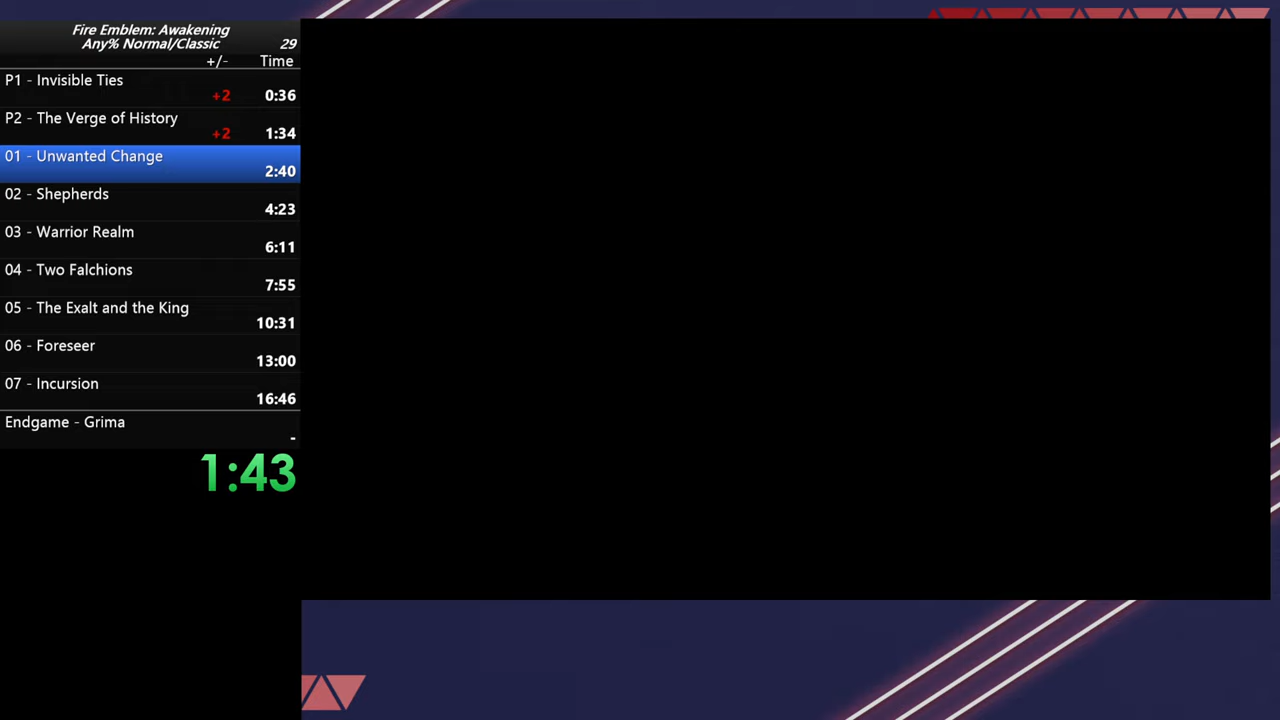 Fire Emblem: Awakening
Any% Normal/Classic 29
+/- Time
P1 - Invisible Ties
+2 0:36
P2 - The Verge of History
+2 1:34
01 - Unwanted Change
2:40
02 - Shepherds
4:23
03 - Warrior Realm
6:11
04 - Two Falchions
7:55
05 - The Exalt and the King
10:31
06 - Foreseer
13:00
07 - Incursion
16:46
Endgame - Grima
-
1:43